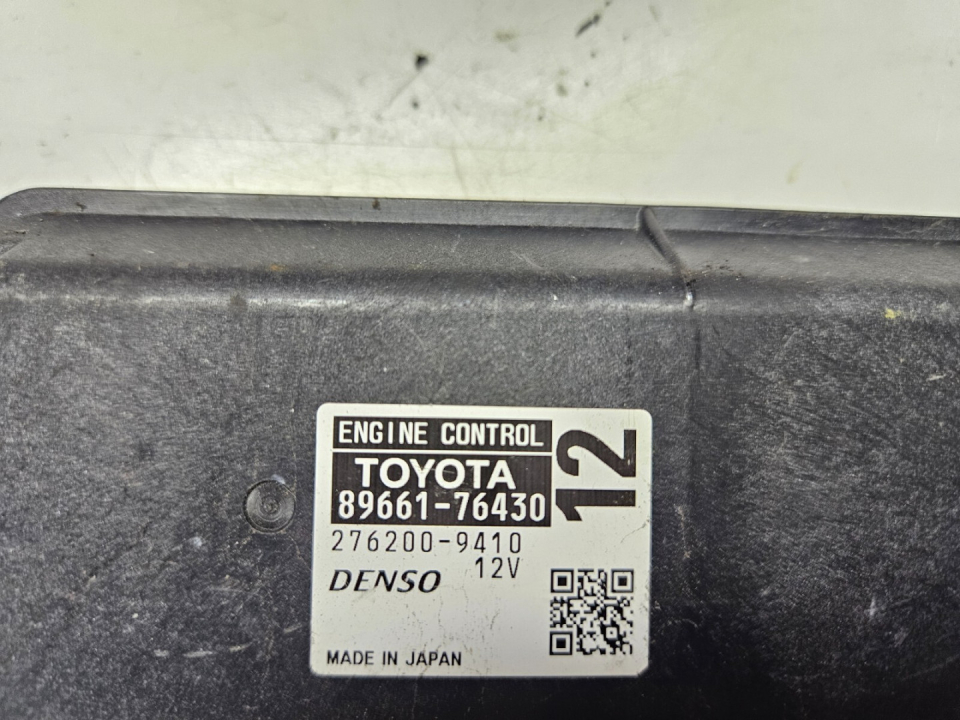 ENGINE CONTROL
TOYOTA
89661-76430
12
276200-9410
12V
DENSO
MADE IN JAPAN